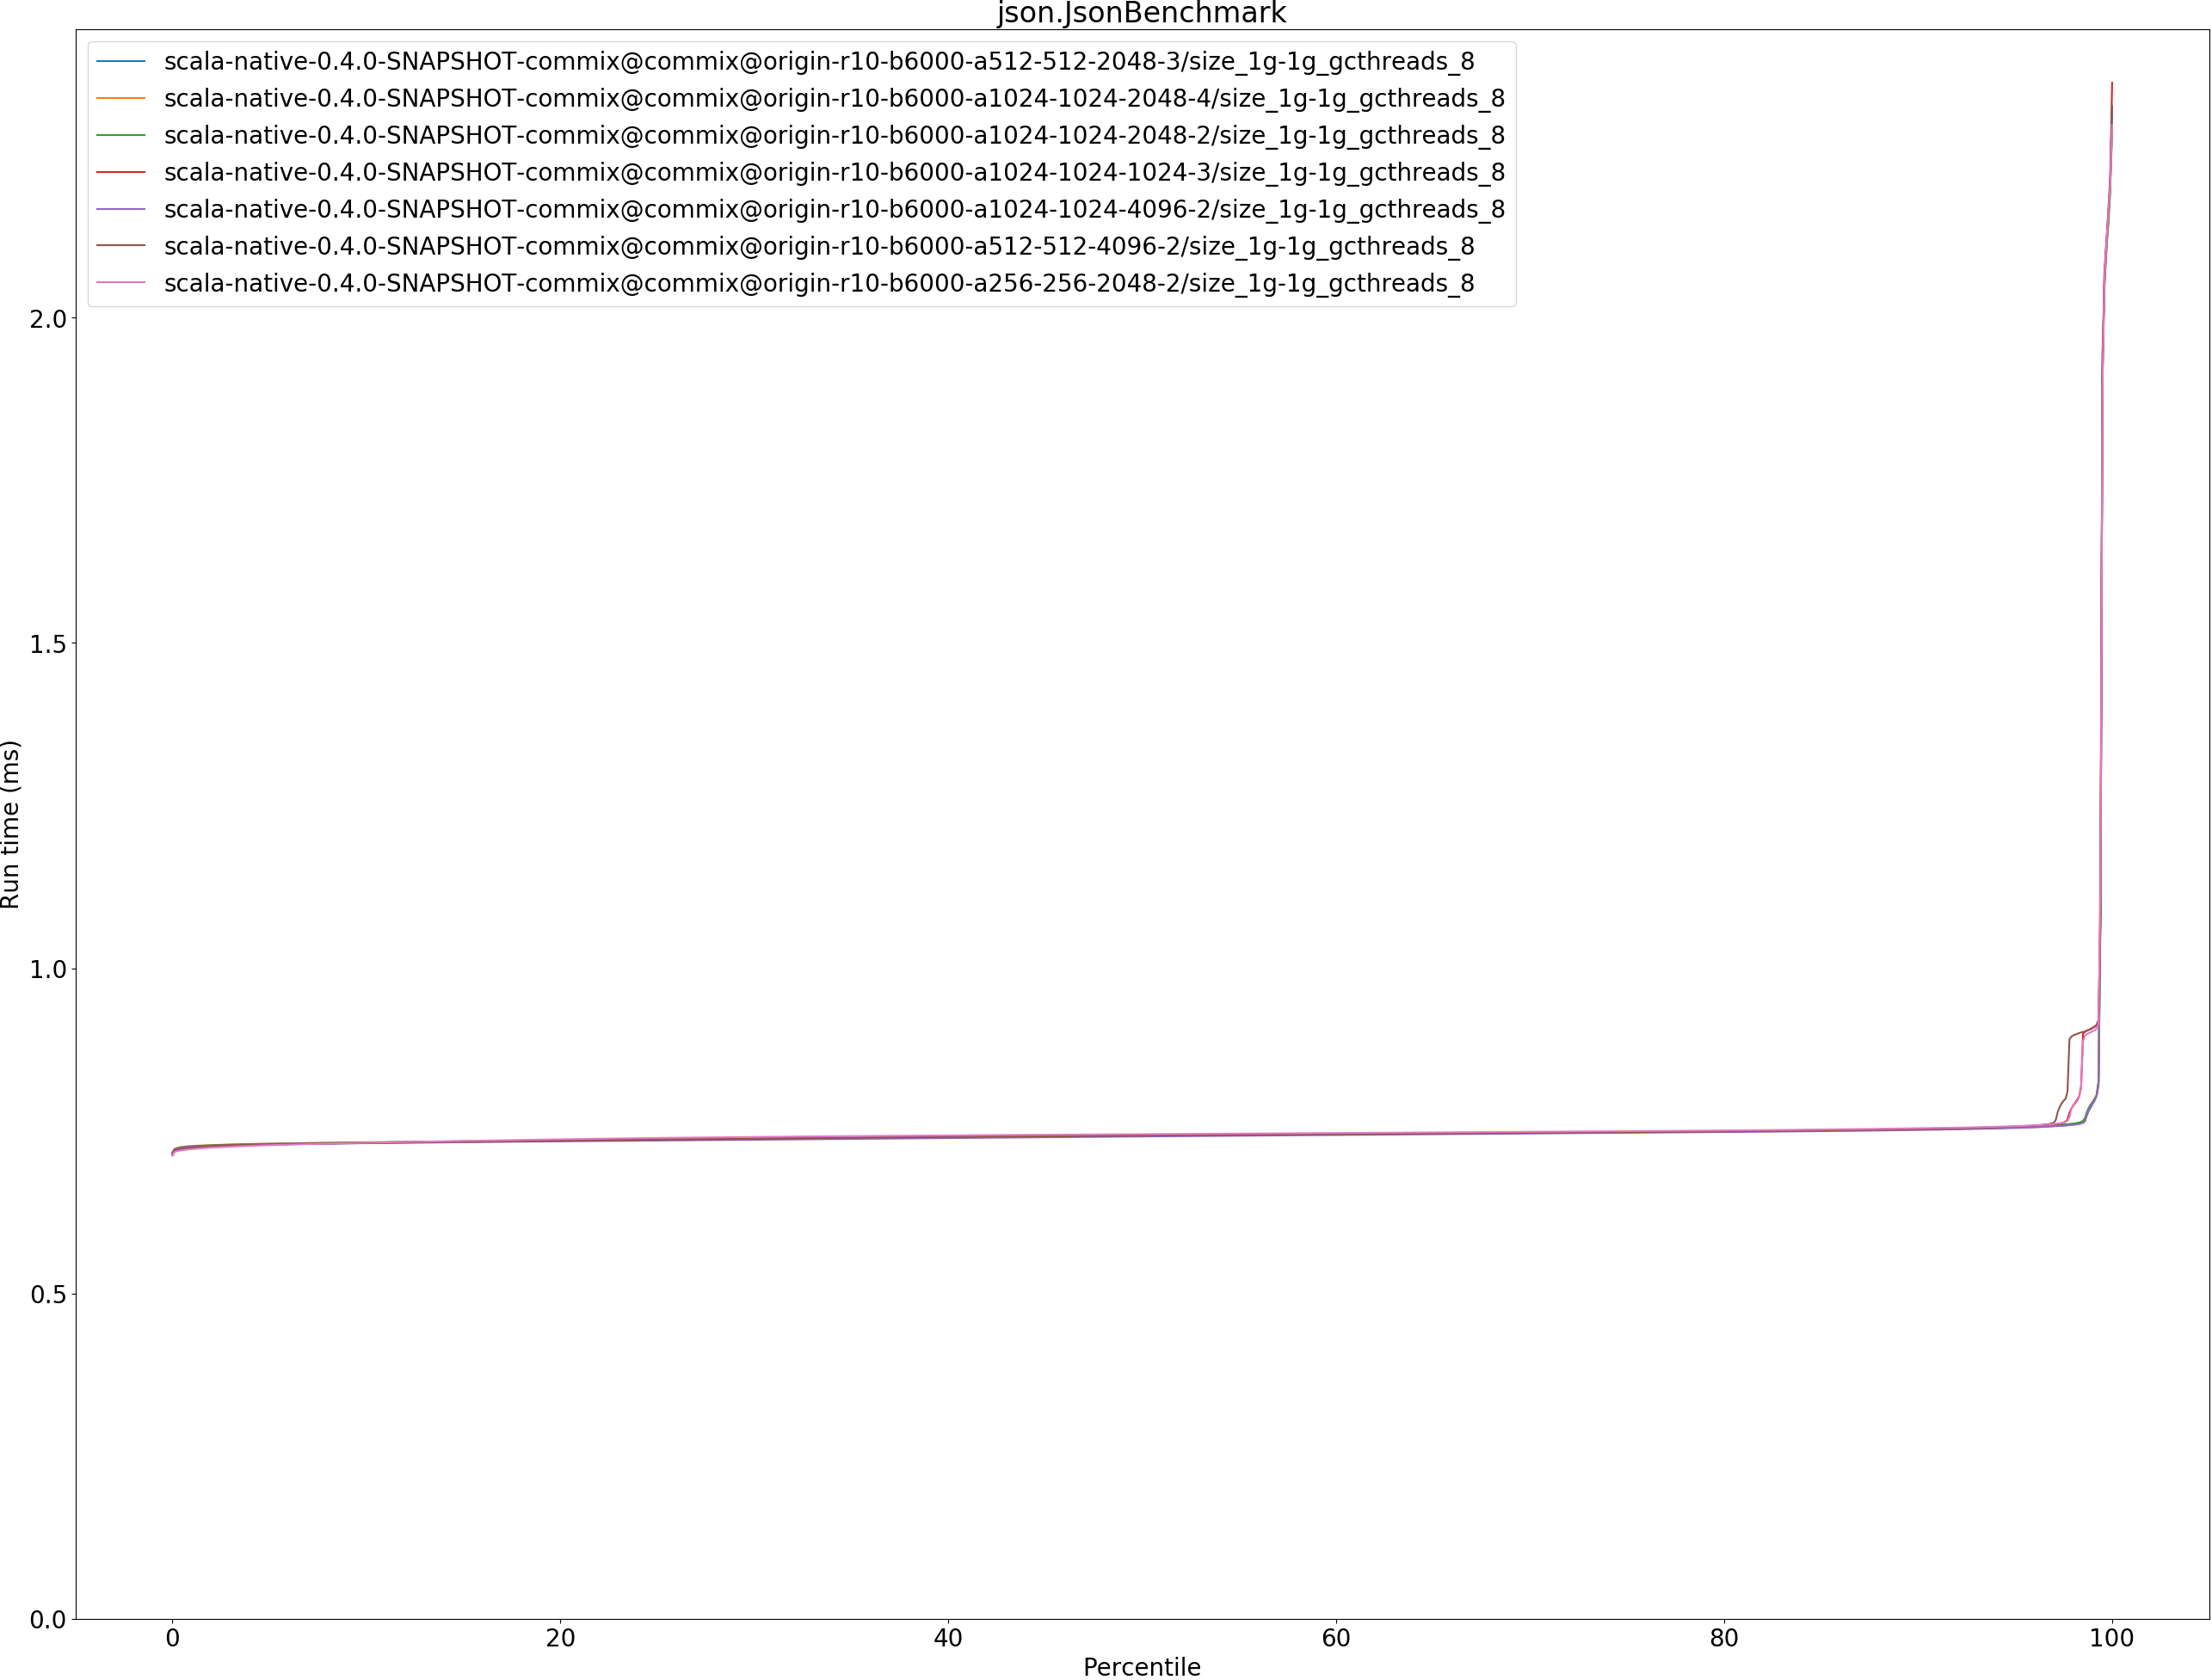 json.JsonBenchmark
scala-native-0.4.0-SNAPSHOT-commix@commix@origin-r10-b6000-a512-512-2048-3/size_1g-1g_gcthreads_8
scala-native-0.4.0-SNAPSHOT-commix@commix@origin-r10-b6000-a1024-1024-2048-4/size_1g-1g_gcthreads_8
scala-native-0.4.0-SNAPSHOT-commix@commix@origin-r10-b6000-a1024-1024-2048-2/size_1g-1g_gcthreads_8
scala-native-0.4.0-SNAPSHOT-commix@commix@origin-r10-b6000-a1024-1024-1024-3/size_1g-1g_gcthreads_8
scala-native-0.4.0-SNAPSHOT-commix@commix@origin-r10-b6000-a1024-1024-4096-2/size_1g-1g_gcthreads_8
scala-native-0.4.0-SNAPSHOT-commix@commix@origin-r10-b6000-a512-512-4096-2/size_1g-1g_gcthreads_8
scala-native-0.4.0-SNAPSHOT-commix@commix@origin-r10-b6000-a256-256-2048-2/size_1g-1g_gcthreads_8
2.0
1.5
1.0
0.5
0.0
Run time (ms)
0 20 40 60 80 100
Percentile